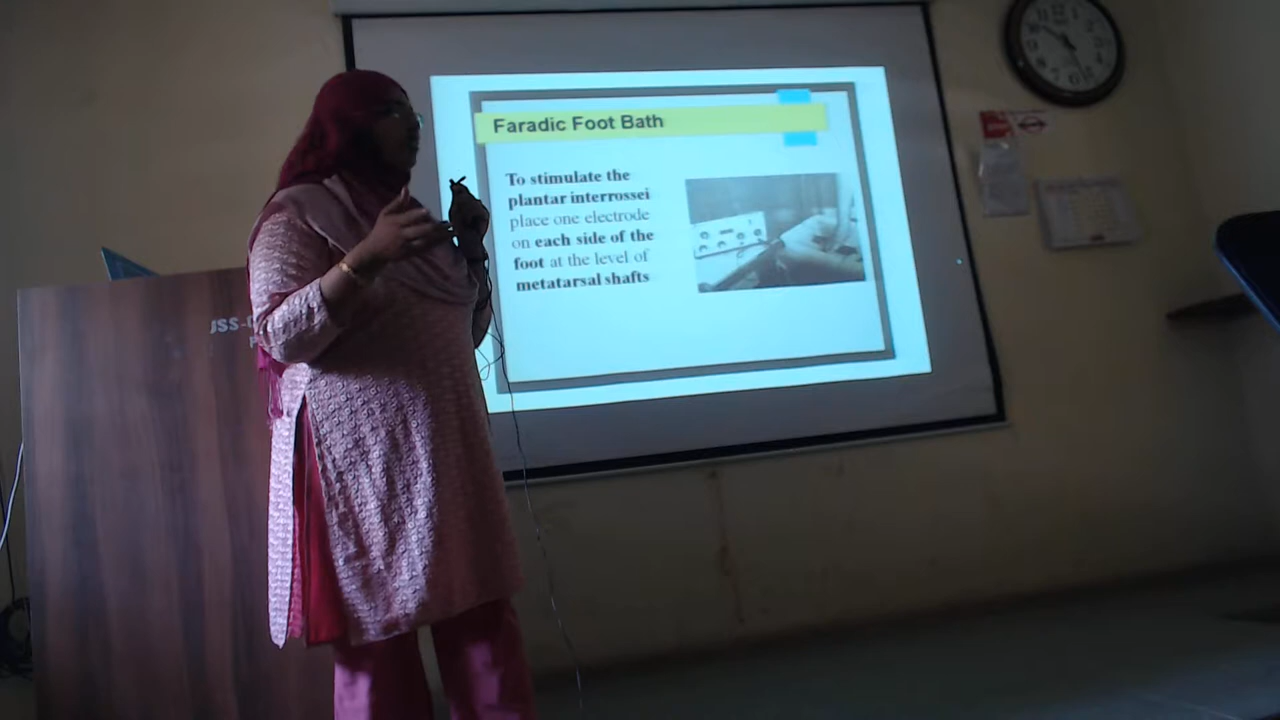 Faradic Foot Bath
To stimulate the
plantar interrossei
place one electrode
on each side of the
foot at the level of
metatarsal shafts
JSS-